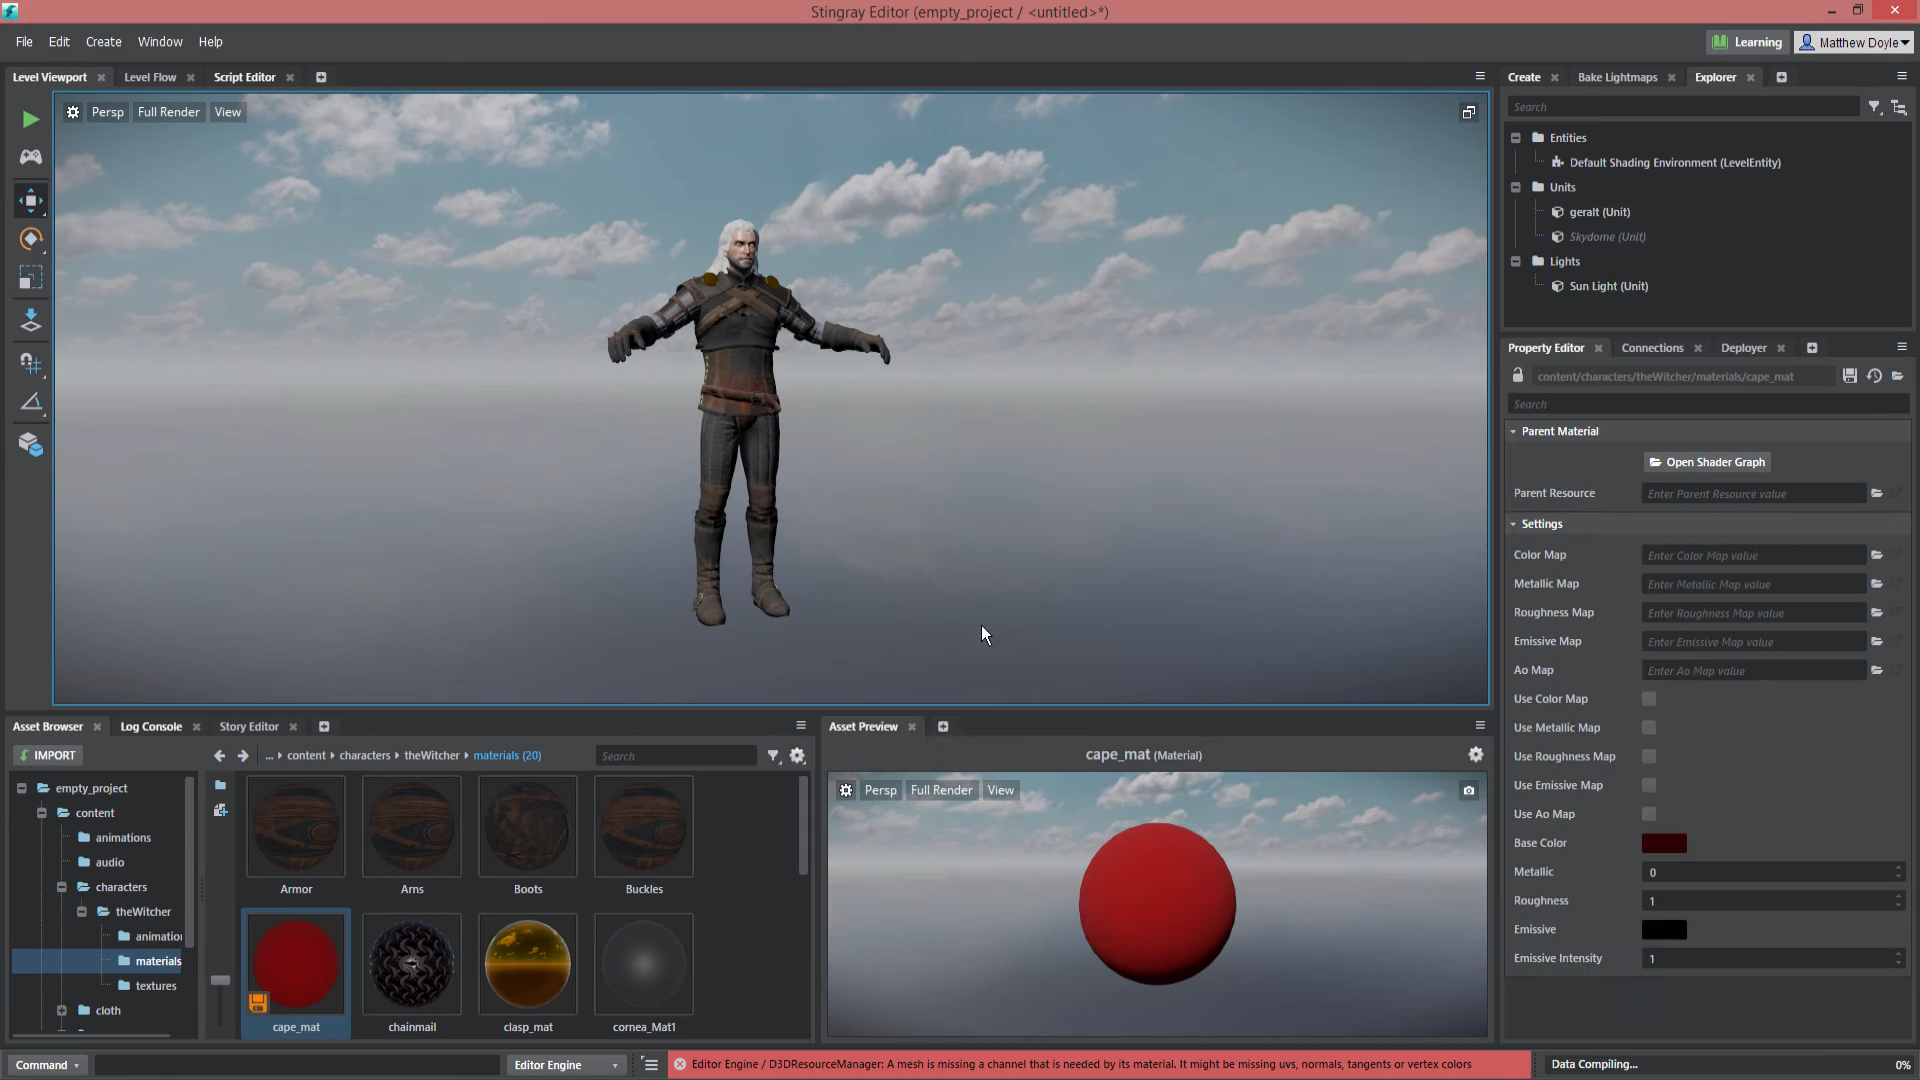 Stingray Editor (empty_project / <untitled>*)
File Edit Create Window Help
Learning
Matthew Doyle
Level Viewport
Level Flow
Script Editor
Persp
Full Render
View
Create
Bake Lightmaps
Explorer
Search
Entities
Default Shading Environment (LevelEntity)
Units
geralt (Unit)
Skydome (Unit)
Lights
Sun Light (Unit)
Property Editor
Connections
Deployer
content/characters/theWitcher/materials/cape_mat
Search
Parent Material
Open Shader Graph
Parent Resource Enter Parent Resource value
Settings
Color Map Enter Color Map value
Metallic Map Enter Metallic Map value
Roughness Map Enter Roughness Map value
Emissive Map Enter Emissive Map value
Ao Map Enter Ao Map value
Use Color Map
Use Metallic Map
Use Roughness Map
Use Emissive Map
Use Ao Map
Base Color
Metallic 0
Roughness 1
Emissive
Emissive Intensity 1
Asset Browser
Log Console
Story Editor
IMPORT
... content characters theWitcher materials (20)
Search
empty_project
content
animations
audio
characters
theWitcher
animatio
materials
textures
cloth
Armor
Arns
Boots
Buckles
cape_mat
chainmail
clasp_mat
cornea_Mat1
Asset Preview
cape_mat (Material)
Persp
Full Render
View
Command
Editor Engine
Editor Engine / D3DResourceManager: A mesh is missing a channel that is needed by its material. It might be missing uvs, normals, tangents or vertex colors
Data Compiling... 0%